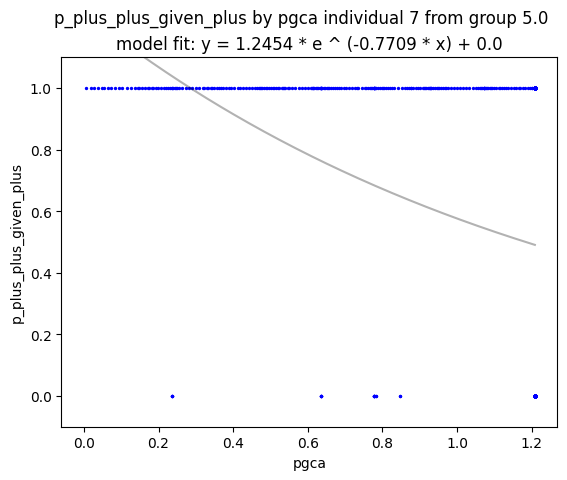 p_plus_plus_given_plus by pgca individual 7 from group 5.0
model fit: y = 1.2454 * e ^ (-0.7709 * x) + 0.0
1.0
0.8
0.6
0.4
0.2
0.0
p_plus_plus_given_plus
0.0 0.2 0.4 0.6 0.8 1.0 1.2
pgca